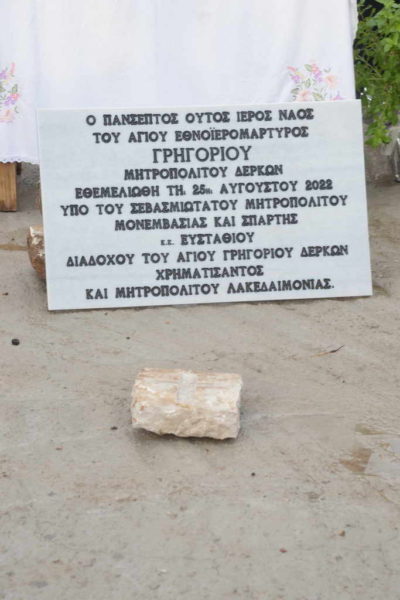 Ο ΠΑΝΣΕΠΤΟΣ ΟΥΤΟΣ ΙΕΡΟΣ ΝΑΟΣ
ΤΟΥ ΑΓΙΟΥ ΕΘΝΟΪΕΡΟΜΑΡΤΥΡΟΣ
ΓΡΗΓΟΡΙΟΥ
ΜΗΤΡΟΠΟΛΙΤΟΥ ΔΕΡΚΩΝ
ΕΘΕΜΕΛΙΩΘΗ ΤΗ, 25η, ΑΥΓΟΥΣΤΟΥ 2022
ΥΠΟ ΤΟΥ ΣΕΒΑΣΜΙΩΤΑΤΟΥ ΜΗΤΡΟΠΟΛΙΤΟΥ
ΜΟΝΕΜΒΑΣΙΑΣ ΚΑΙ ΣΠΑΡΤΗΣ
κ.κ. ΕΥΣΤΑΘΙΟΥ
ΔΙΑΔΟΧΟΥ ΤΟΥ ΑΓΙΟΥ ΓΡΗΓΟΡΙΟΥ ΔΕΡΚΩΝ
ΧΡΗΜΑΤΙΣΑΝΤΟΣ
ΚΑΙ ΜΗΤΡΟΠΟΛΙΤΟΥ ΛΑΚΕΔΑΙΜΟΝΙΑΣ.